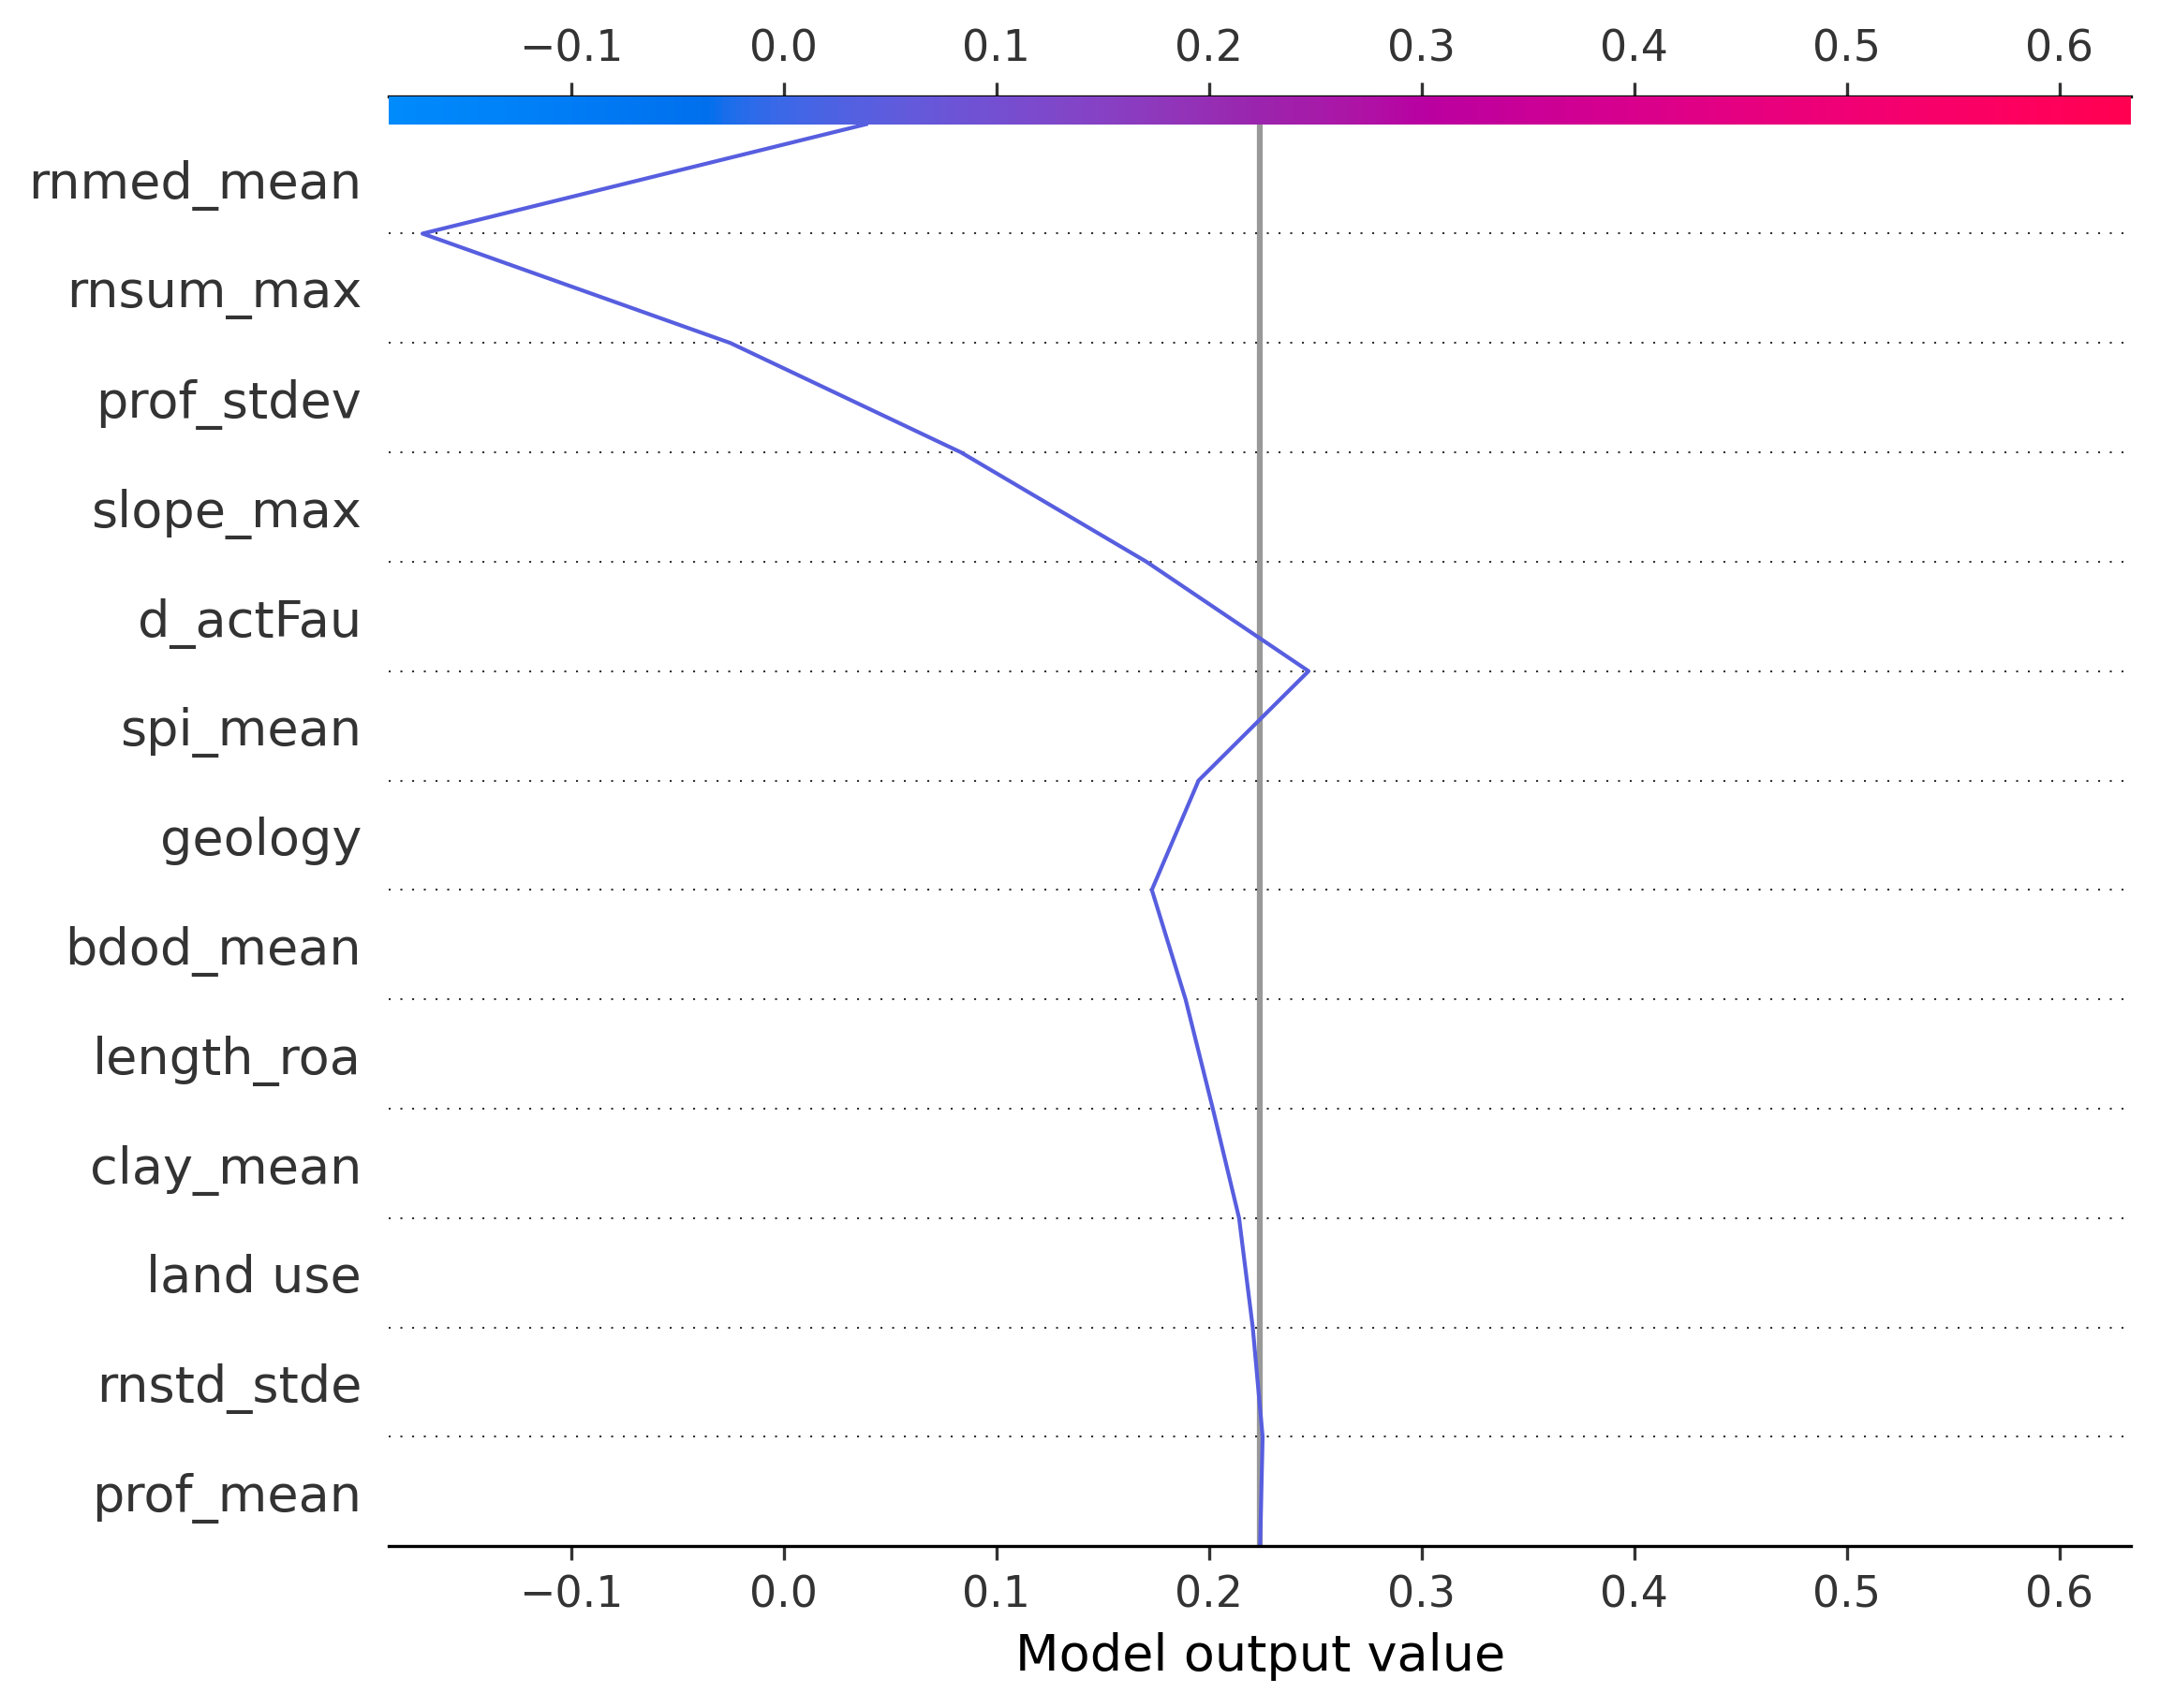 −0.1 0.0 0.1 0.2 0.3 0.4 0.5 0.6
rnmed_mean
rnsum_max
prof_stdev
slope_max
d_actFau
spi_mean
geology
bdod_mean
length_roa
clay_mean
land use
rnstd_stde
prof_mean
−0.1 0.0 0.1 0.2 0.3 0.4 0.5 0.6
Model output value